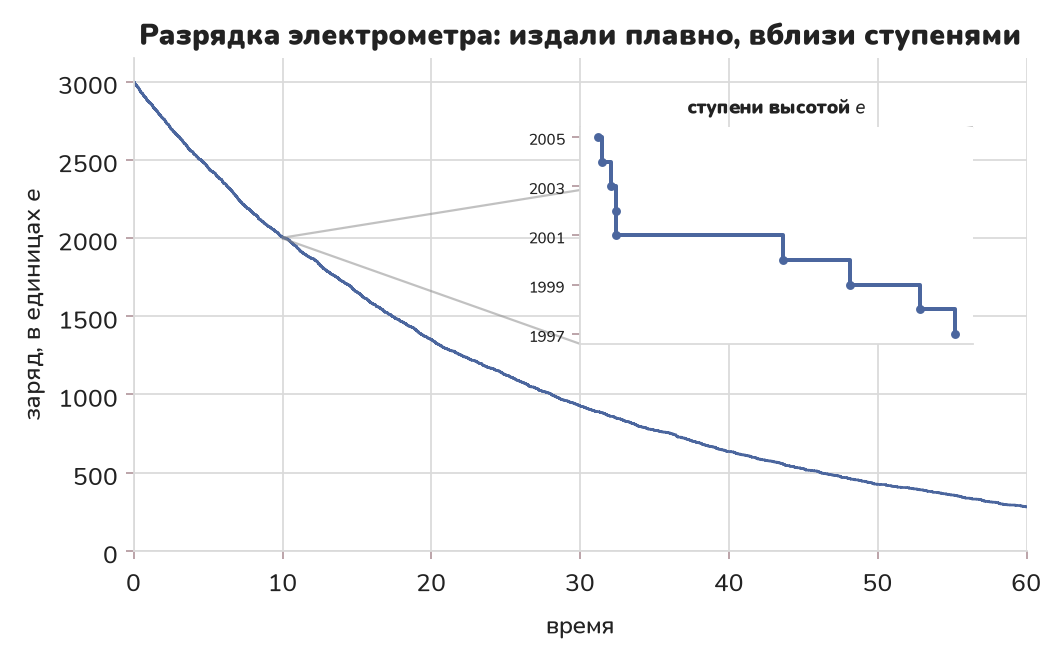 Разрядка электрометра: издали плавно, вблизи ступенями
заряд, в единицах e
3000
2500
2000
1500
1000
500
0
ступени высотой e
2005
2003
2001
1999
1997
0 10 20 30 40 50 60
время